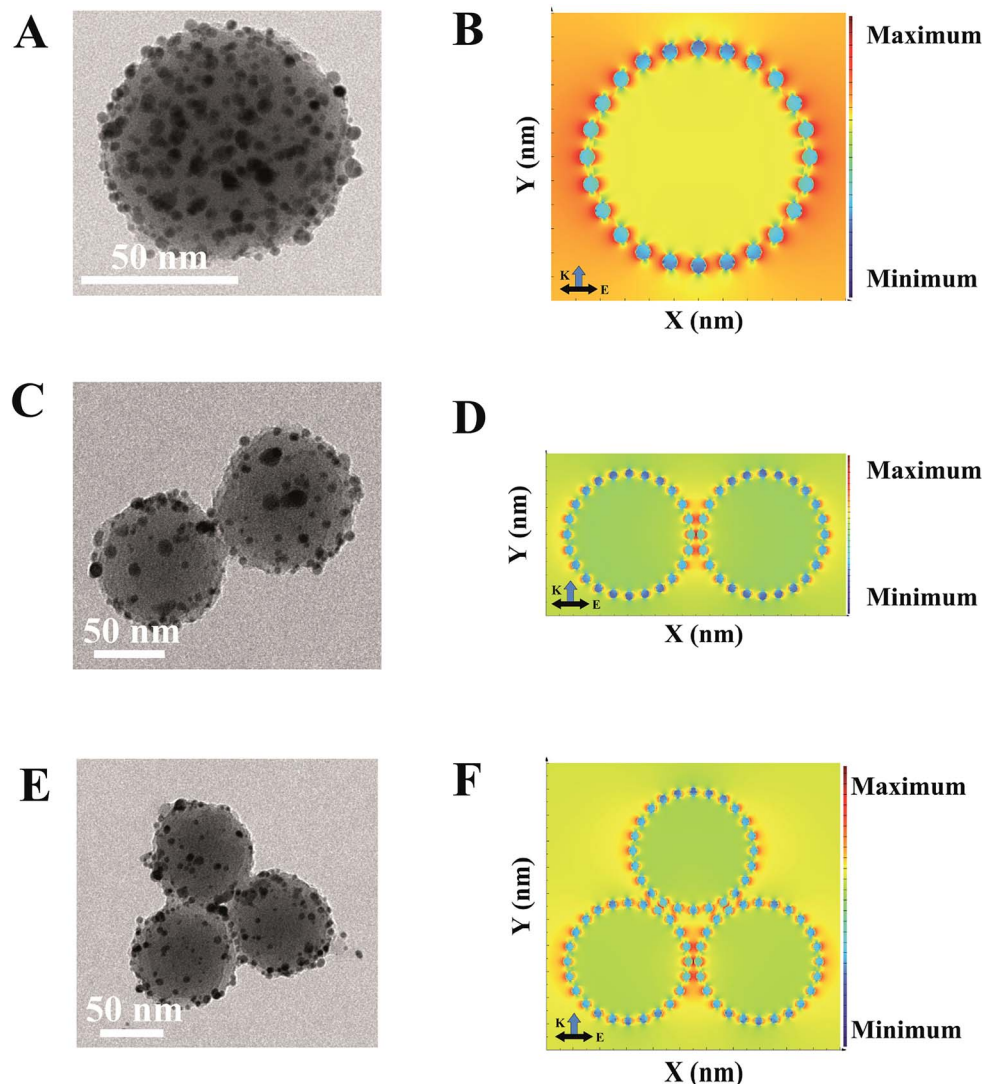 A
50 nm
B
Maximum
Y (nm)
K
E
Minimum
X (nm)
C
50 nm
D
Maximum
Y (nm)
K
E
Minimum
X (nm)
E
50 nm
F
Maximum
Y (nm)
K
E
Minimum
X (nm)